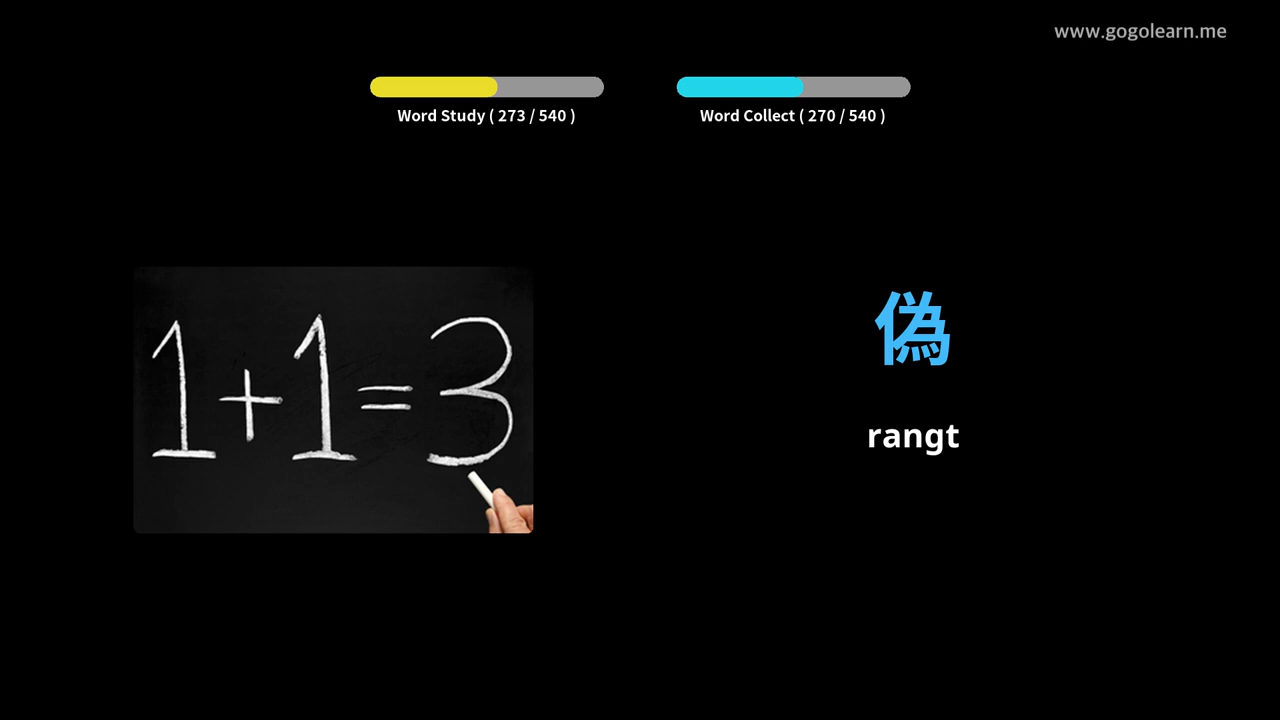 www.gogolearn.me
Word Study ( 273 / 540 )
Word Collect ( 270 / 540 )
1+1=3
偽
rangt